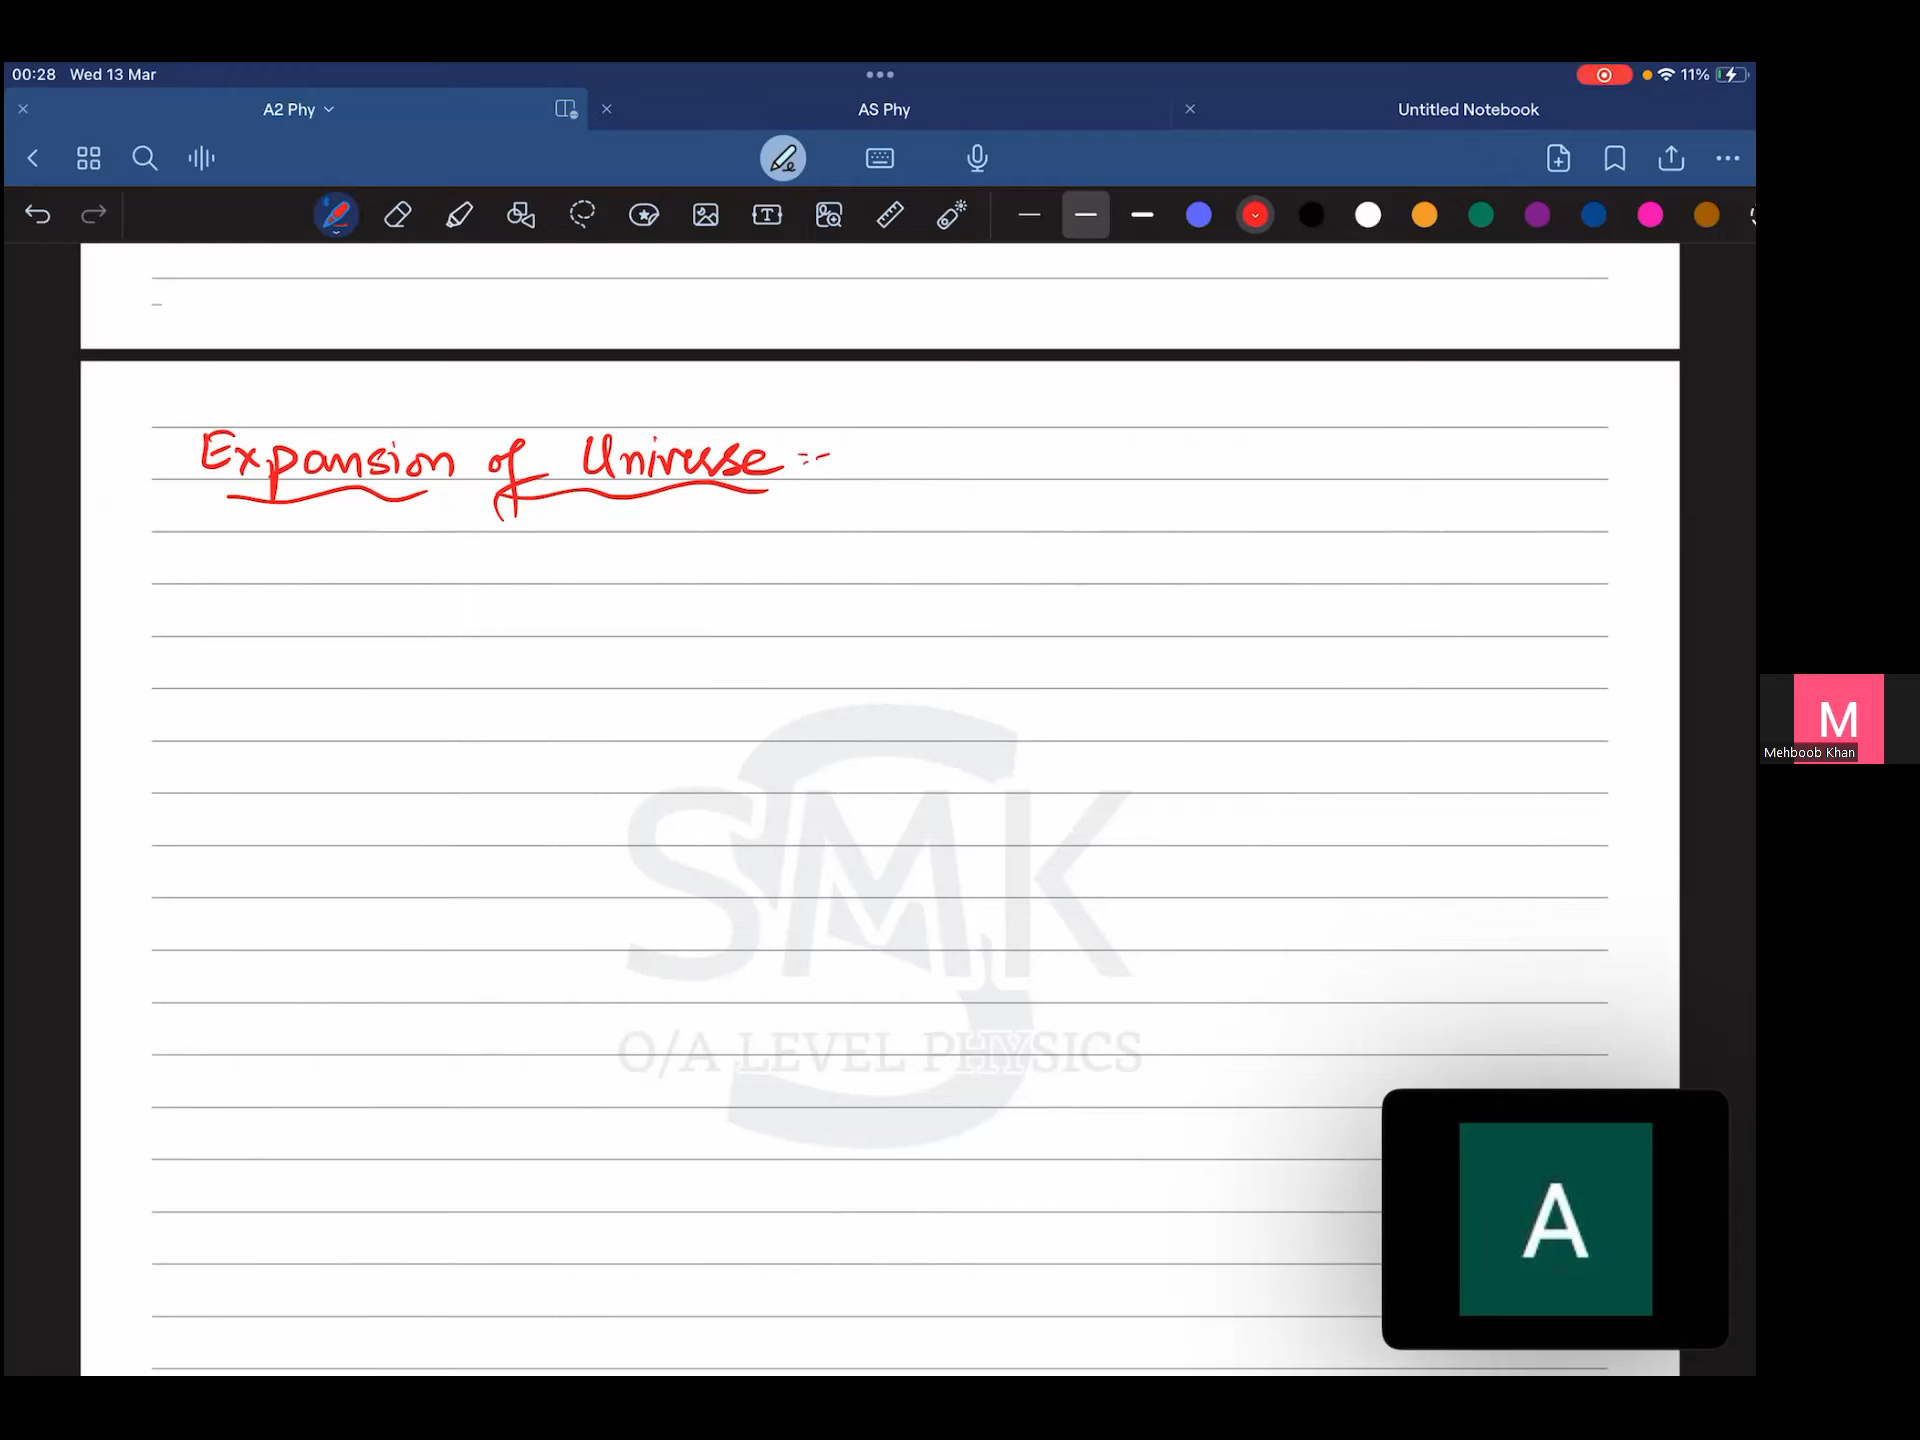 00:28 Wed 13 Mar
11%
A2 Phy
AS Phy
Untitled Notebook
Expansion of Universe :-
SMK
O/A LEVEL PHYSICS
M
Mehboob Khan
A